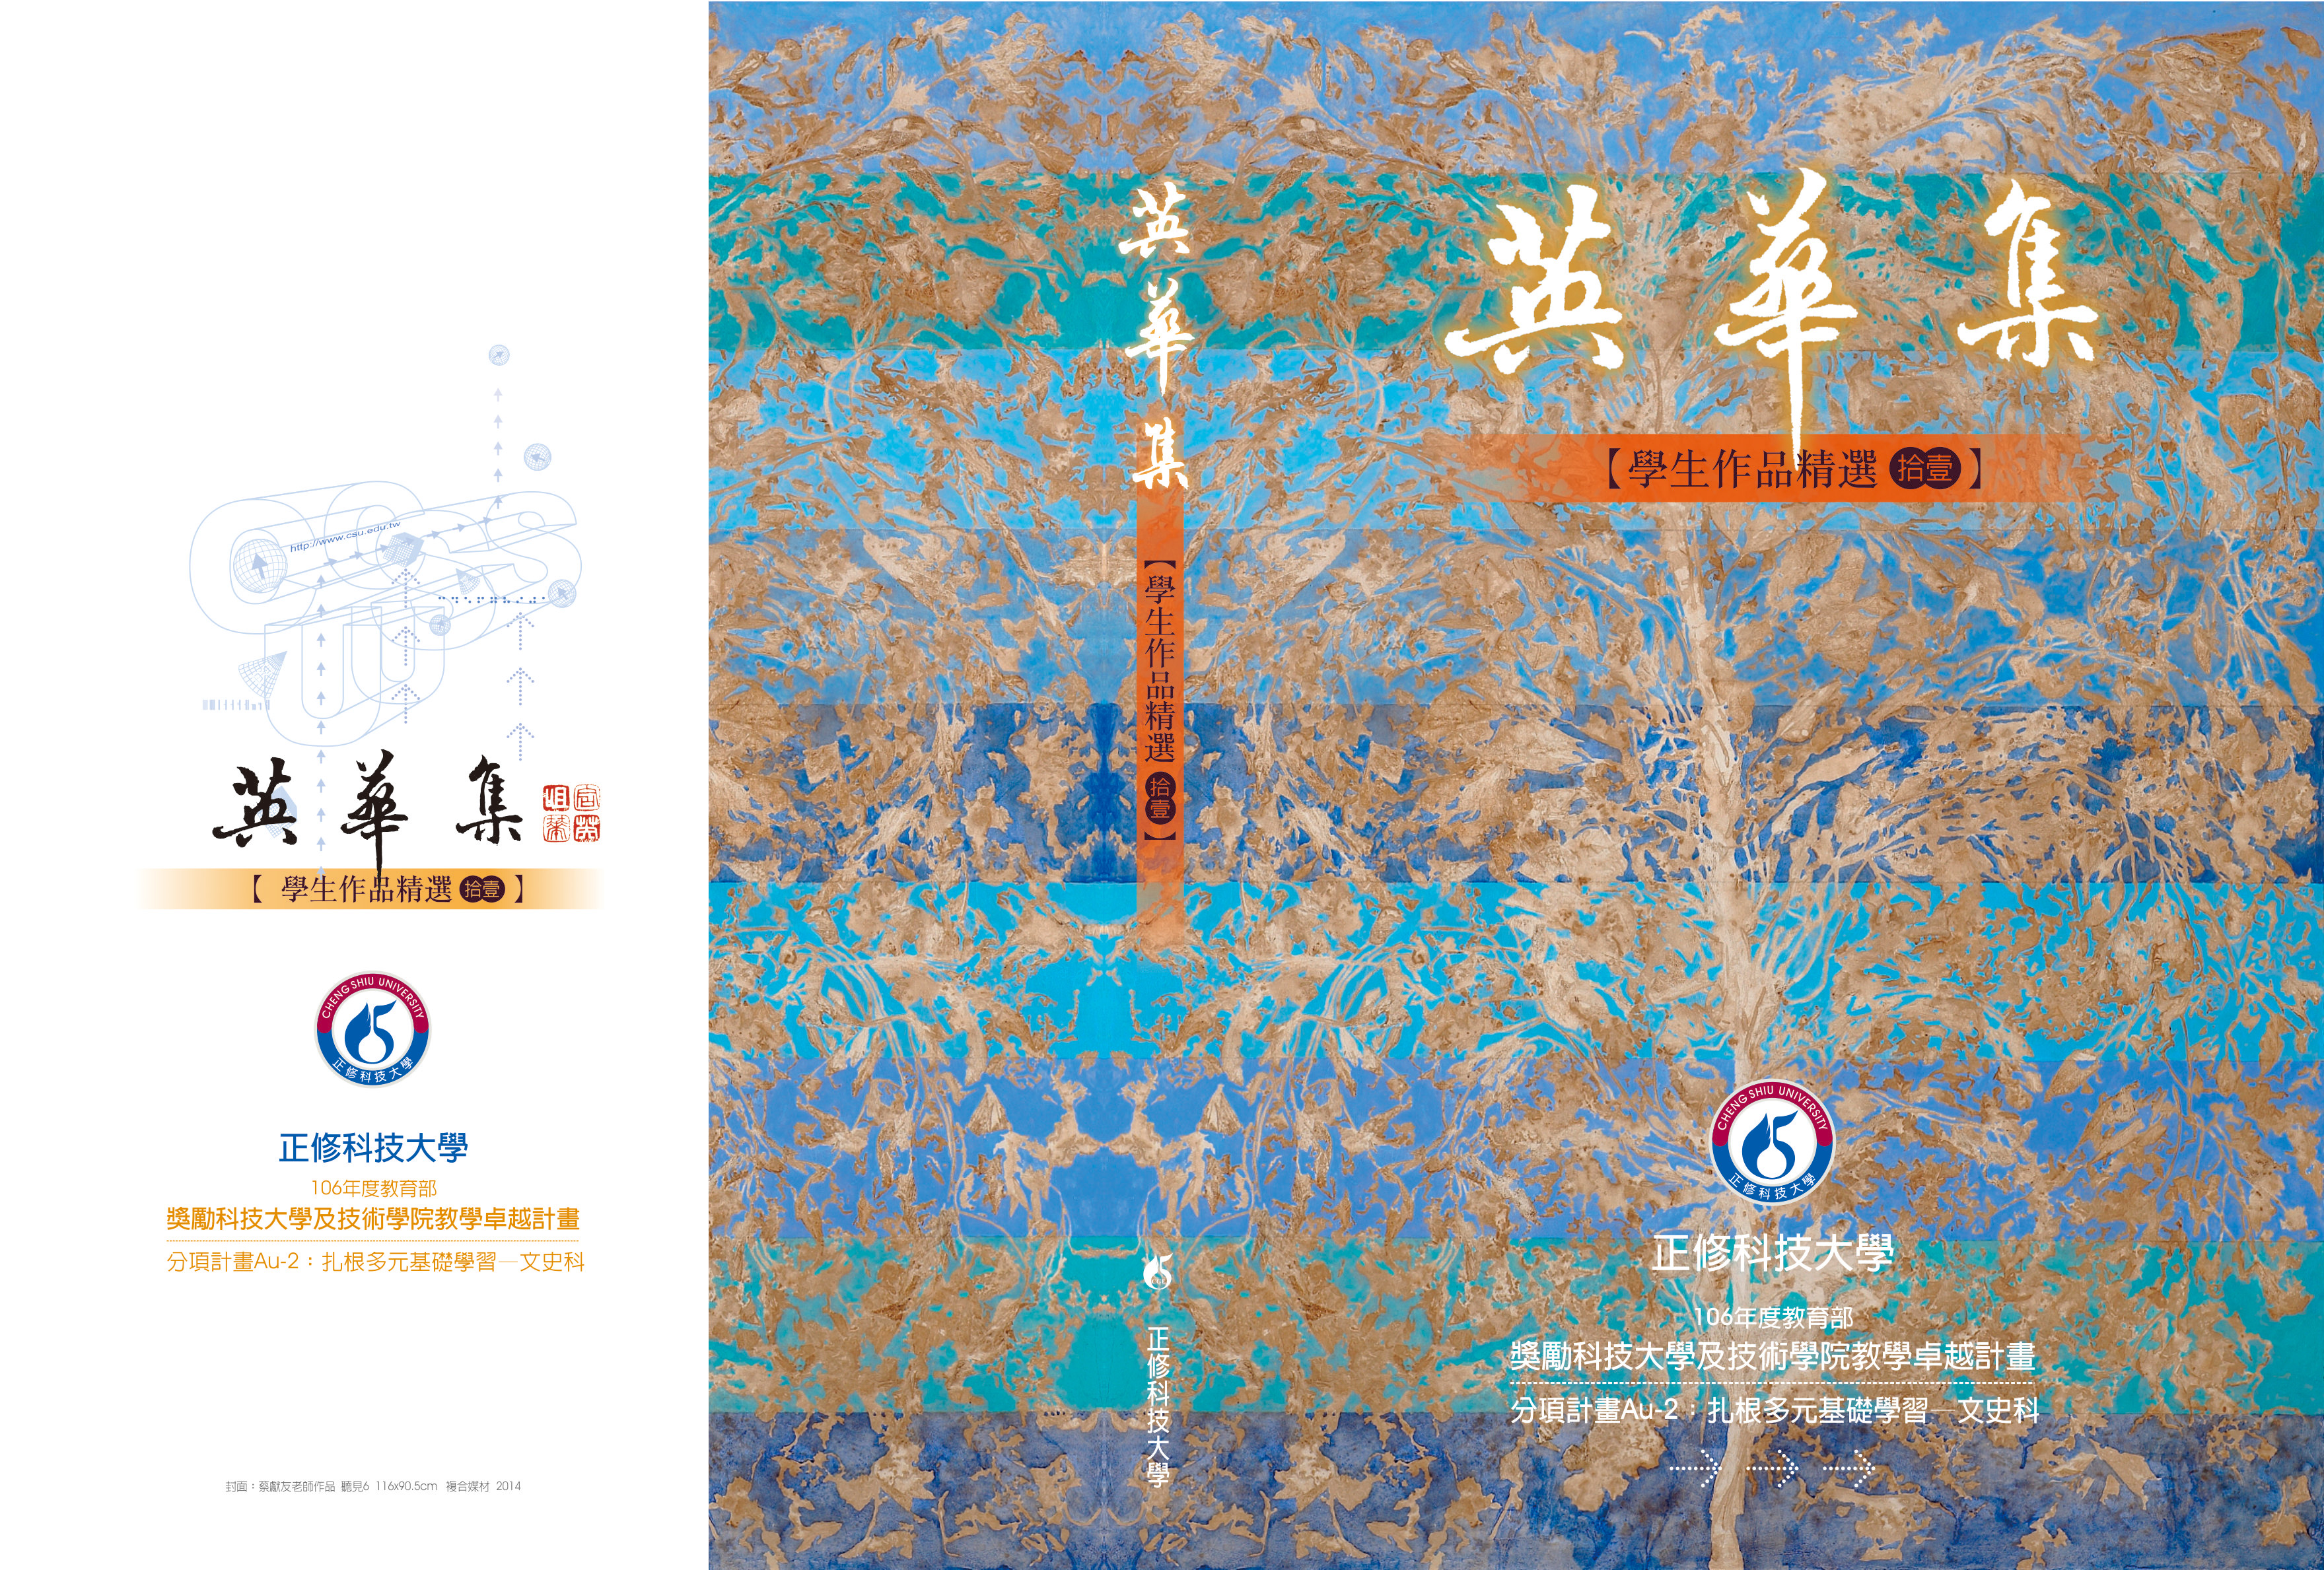 http://www.csu.edu.tw
英華集
【學生作品精選 拾壹】
CHENG SHIU UNIVERSITY
正修科技大學
正修科技大學
106年度教育部
獎勵科技大學及技術學院教學卓越計畫
分項計畫Au-2：扎根多元基礎學習—文史科
封面：蔡獻友老師作品 聽見6 116x90.5cm 複合媒材 2014
英華集
【學生作品精選 拾壹】
正修科技大學
英華集
【學生作品精選 拾壹】
CHENG SHIU UNIVERSITY
正修科技大學
正修科技大學
106年度教育部
獎勵科技大學及技術學院教學卓越計畫
分項計畫Au-2：扎根多元基礎學習—文史科